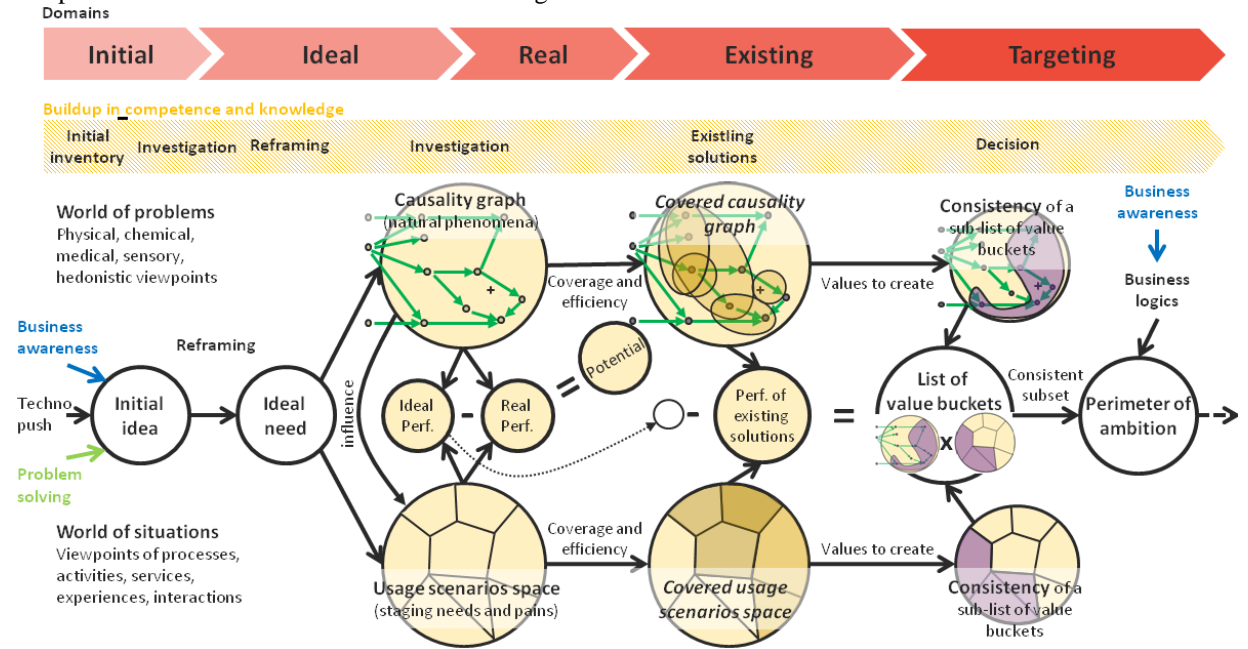 Domains
Initial
Ideal
Real
Existing
Targeting
Buildup in competence and knowledge
Initial
inventory
Investigation
Reframing
Investigation
Existling
solutions
Decision
World of problems
Physical, chemical,
medical, sensory,
hedonistic viewpoints
Causality graph
(natural phenomena)
+
Covered causality
graph
+
Consistency of a
sub-list of value
buckets
+
Business
awareness
Business
logics
Coverage and
efficiency
Values to create
Business
awareness
Techno
push
Problem
solving
Initial
idea
Reframing
Ideal
need
influence
Ideal
Perf.
-
Real
Perf.
=
Potential
-
Perf. of
existing
solutions
=
List of
value buckets
x
Consistent
subset
Perimeter of
ambition
World of situations
Viewpoints of processes,
activities, services,
experiences, interactions
Usage scenarios space
(staging needs and pains)
Coverage and
efficiency
Covered usage
scenarios space
Values to create
Consistency of a
sub-list of value
buckets